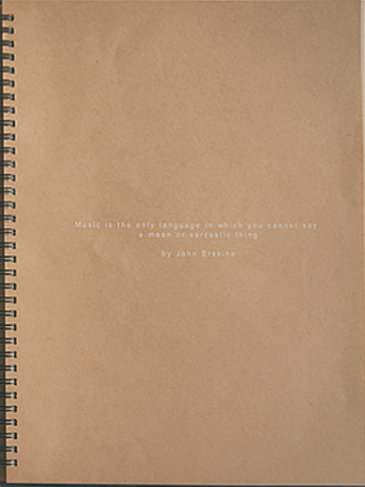 Music is the only language in which you cannot say
a mean or sarcastic thing
by John Erskine